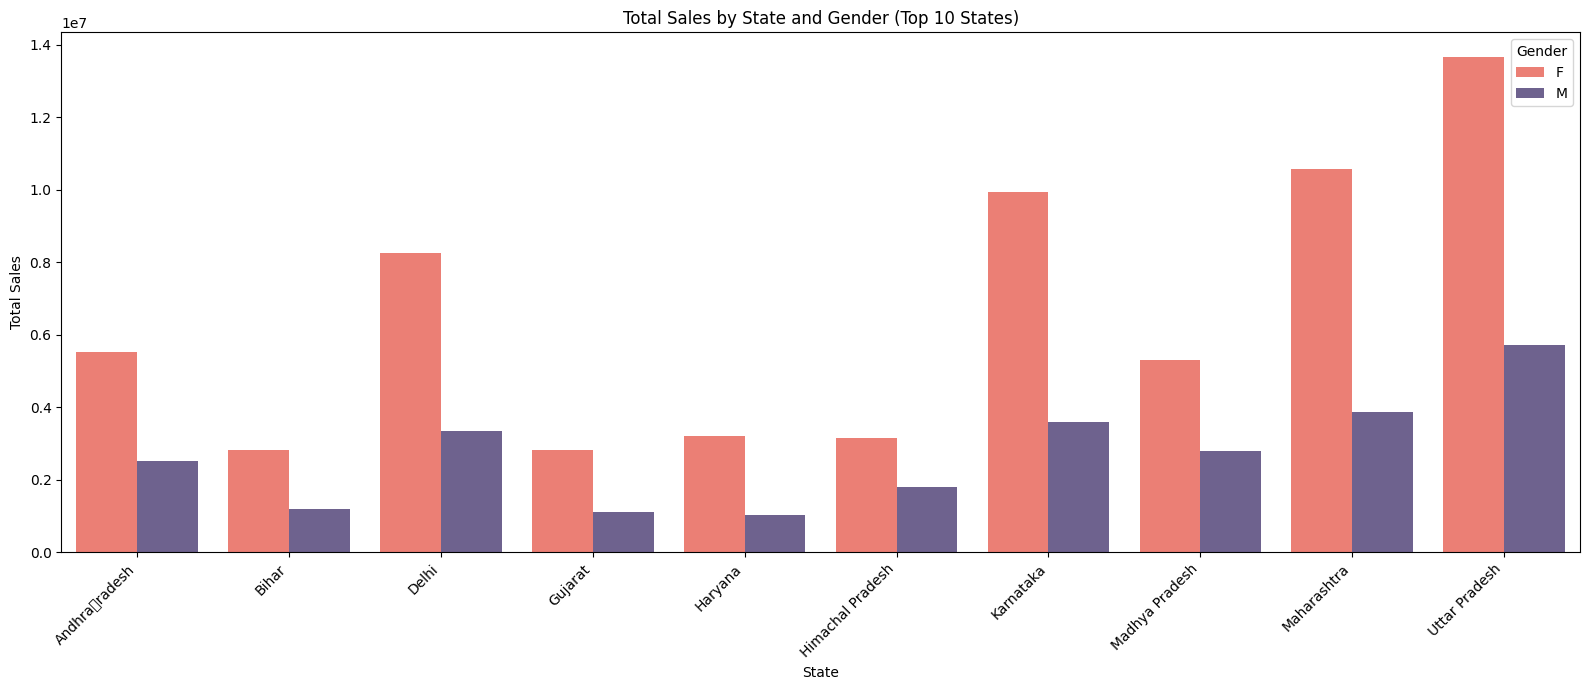 Total Sales by State and Gender (Top 10 States)
1e7
Gender
F
M
1.4
1.2
1.0
0.8
0.6
0.4
0.2
0.0
Total Sales
Andhra▯radesh
Bihar
Delhi
Gujarat
Haryana
Himachal Pradesh
Karnataka
Madhya Pradesh
Maharashtra
Uttar Pradesh
State